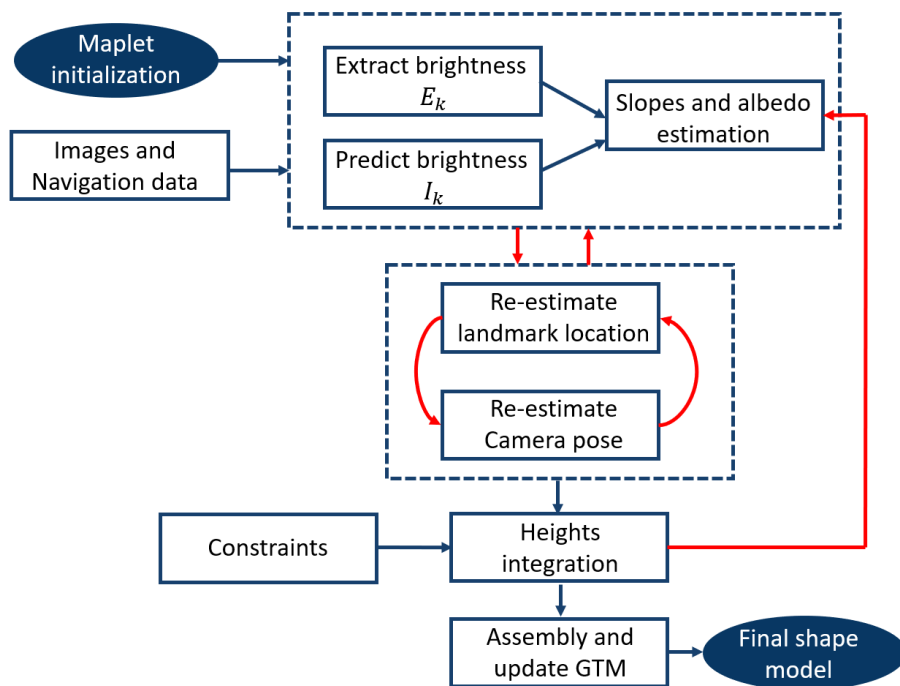 Maplet
initialization
Images and
Navigation data
Extract brightness
E_k
Predict brightness
I_k
Slopes and albedo
estimation
Re-estimate
landmark location
Re-estimate
Camera pose
Constraints
Heights
integration
Assembly and
update GTM
Final shape
model